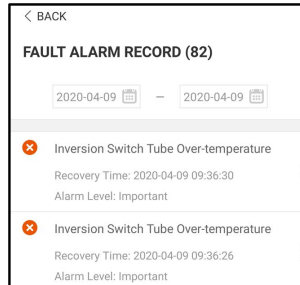 < BACK
FAULT ALARM RECORD (82)
2020-04-09 – 2020-04-09
Inversion Switch Tube Over-temperature
Recovery Time: 2020-04-09 09:36:30
Alarm Level: Important
Inversion Switch Tube Over-temperature
Recovery Time: 2020-04-09 09:36:26
Alarm Level: Important